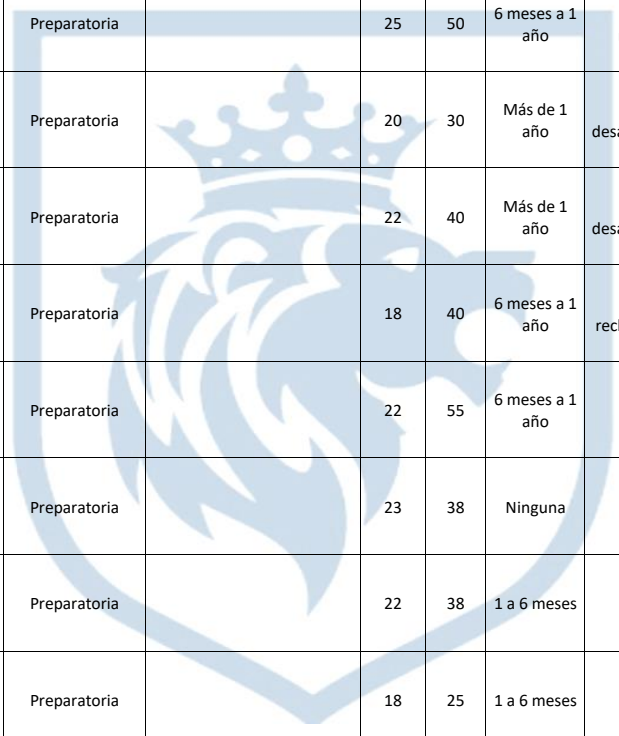 Preparatoria 25 50 6 meses a 1
año
Preparatoria 20 30 Más de 1
año
Preparatoria 22 40 Más de 1
año
Preparatoria 18 40 6 meses a 1
año
Preparatoria 22 55 6 meses a 1
año
Preparatoria 23 38 Ninguna
Preparatoria 22 38 1 a 6 meses
Preparatoria 18 25 1 a 6 meses